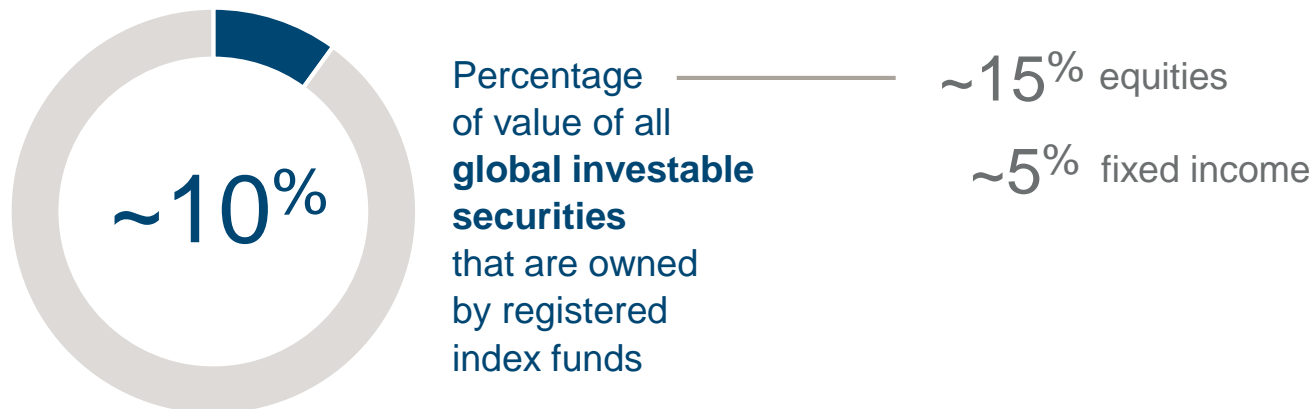 ~10%
Percentage
of value of all
global investable
securities
that are owned
by registered
index funds
~15% equities
~5% fixed income